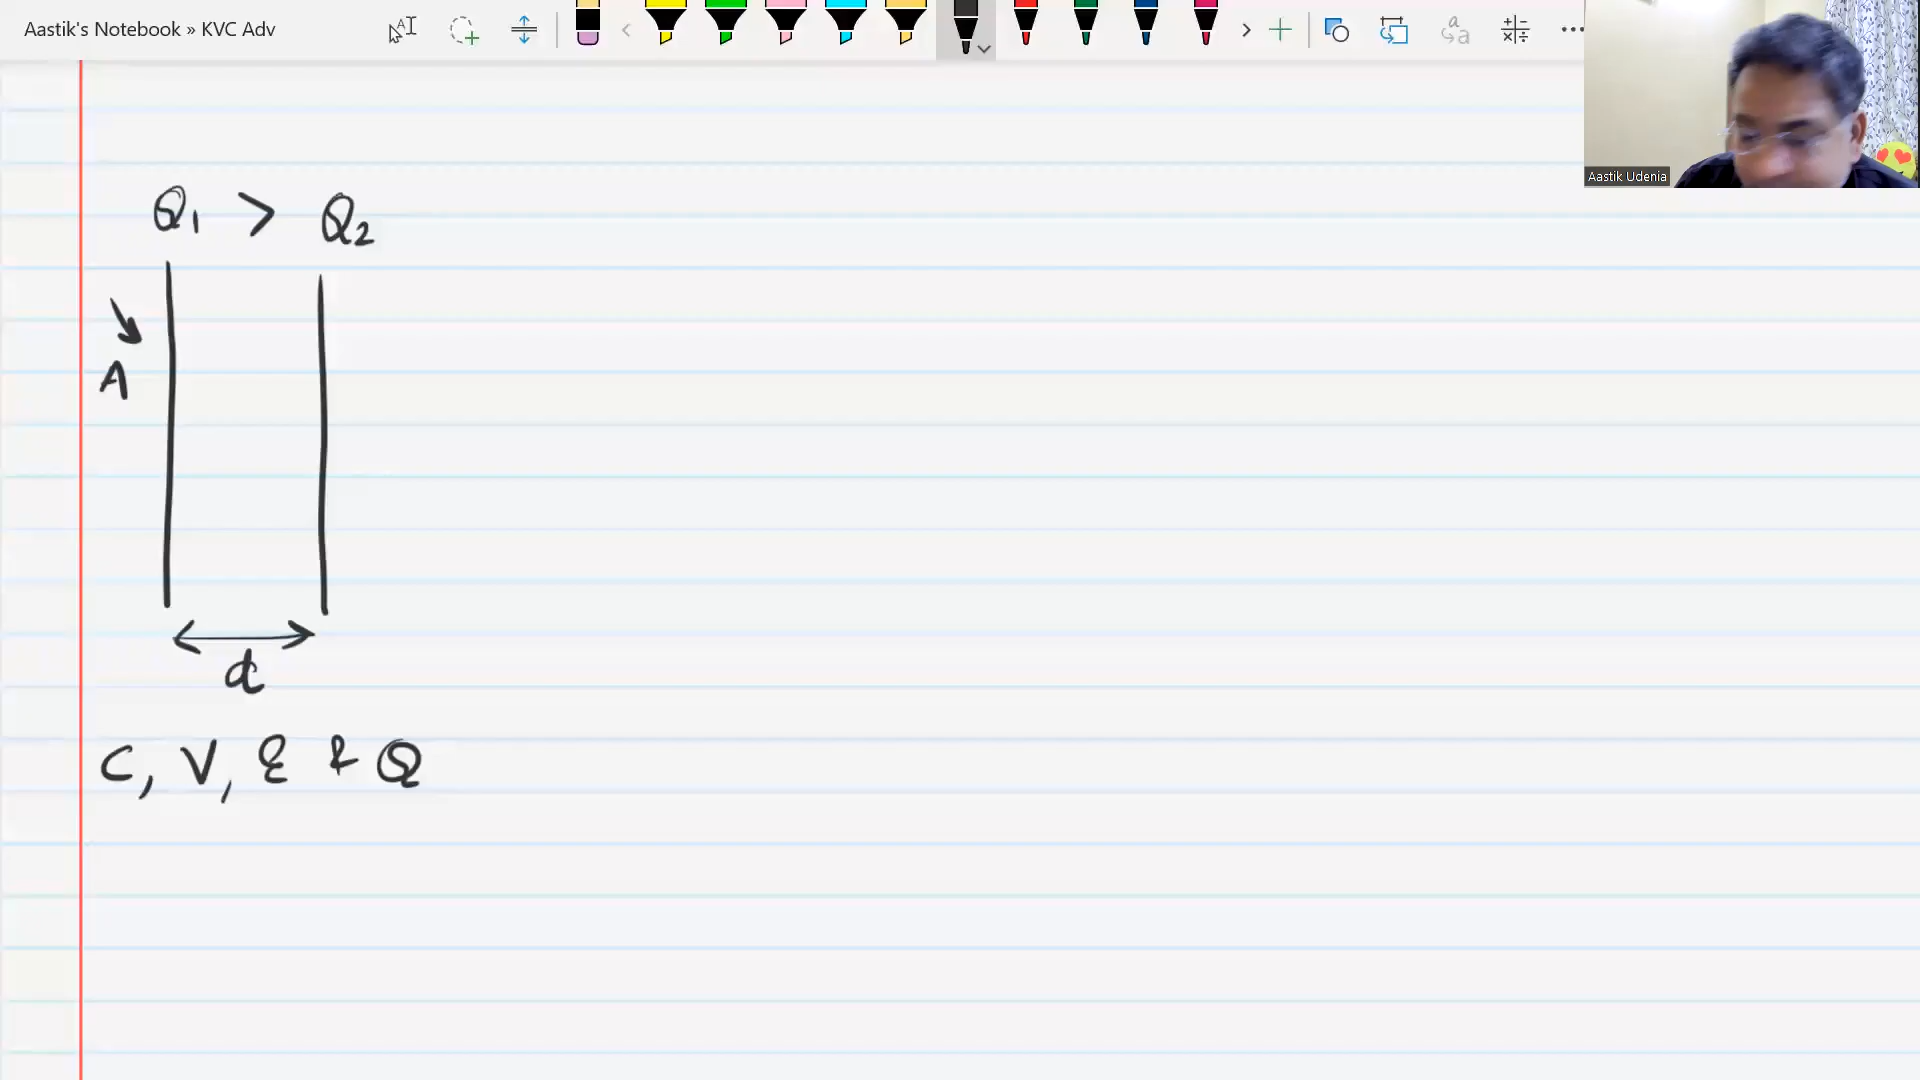 Aastik's Notebook » KVC Adv
Aastik Udenia
Q₁ > Q₂
A
d
C, V, E & Q